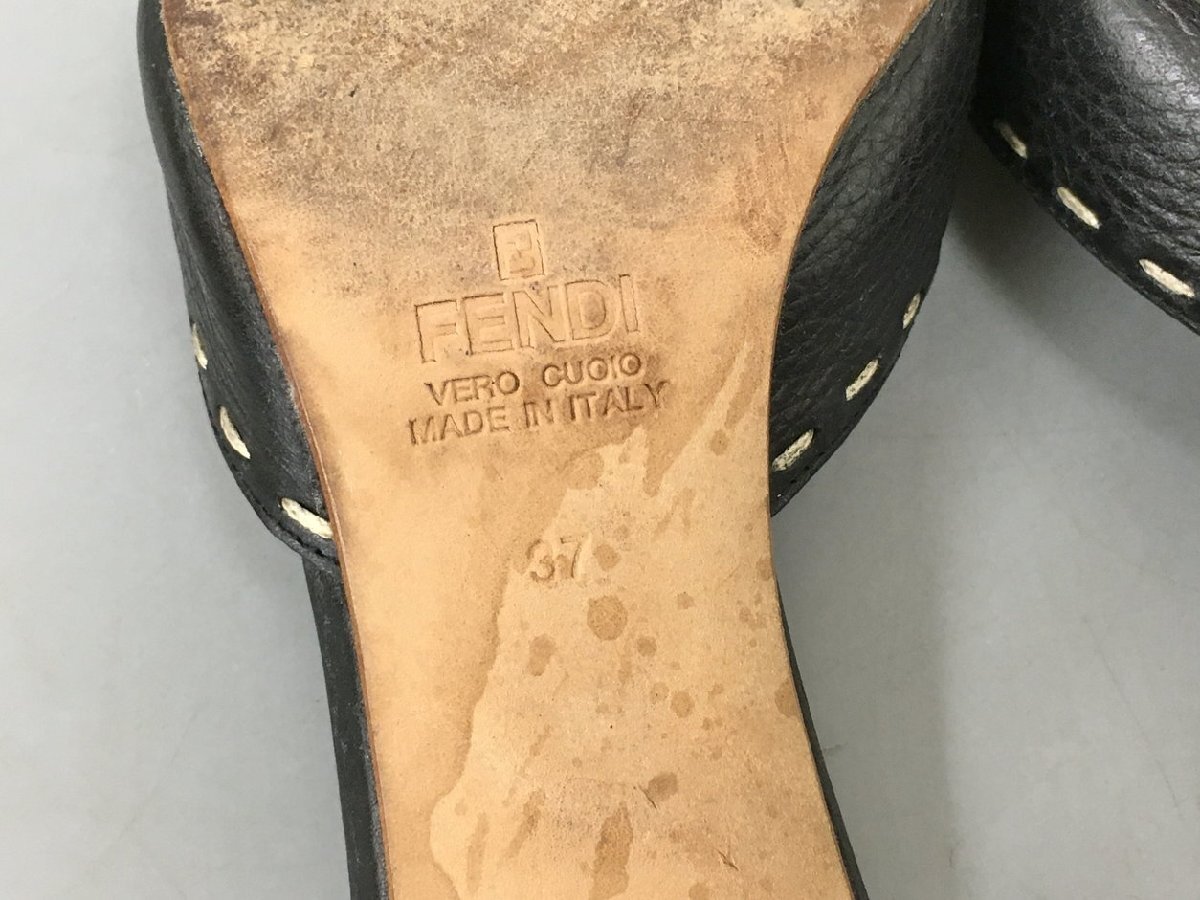 FENDI
VERO CUOIO
MADE IN ITALY
37